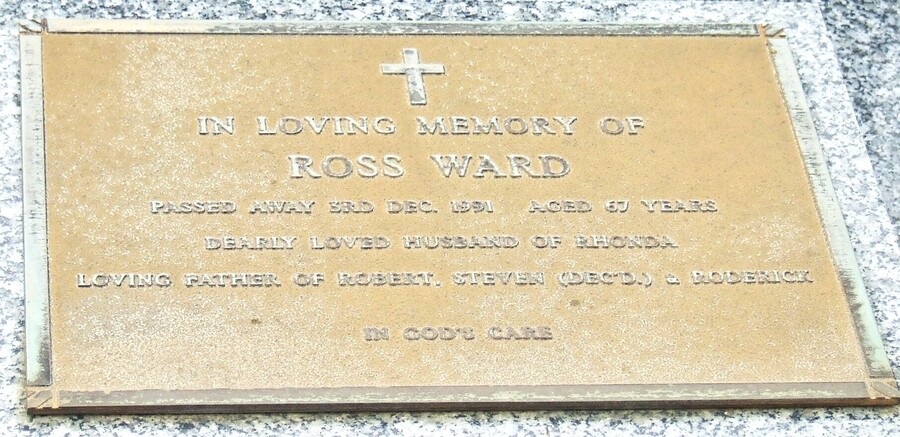 IN LOVING MEMORY OF
ROSS WARD
PASSED AWAY 3RD DEC. 1991 AGED 67 YEARS
DEARLY LOVED HUSBAND OF RHONDA
LOVING FATHER OF ROBERT, STEVEN (DEC'D.) & RODERICK
IN GOD'S CARE